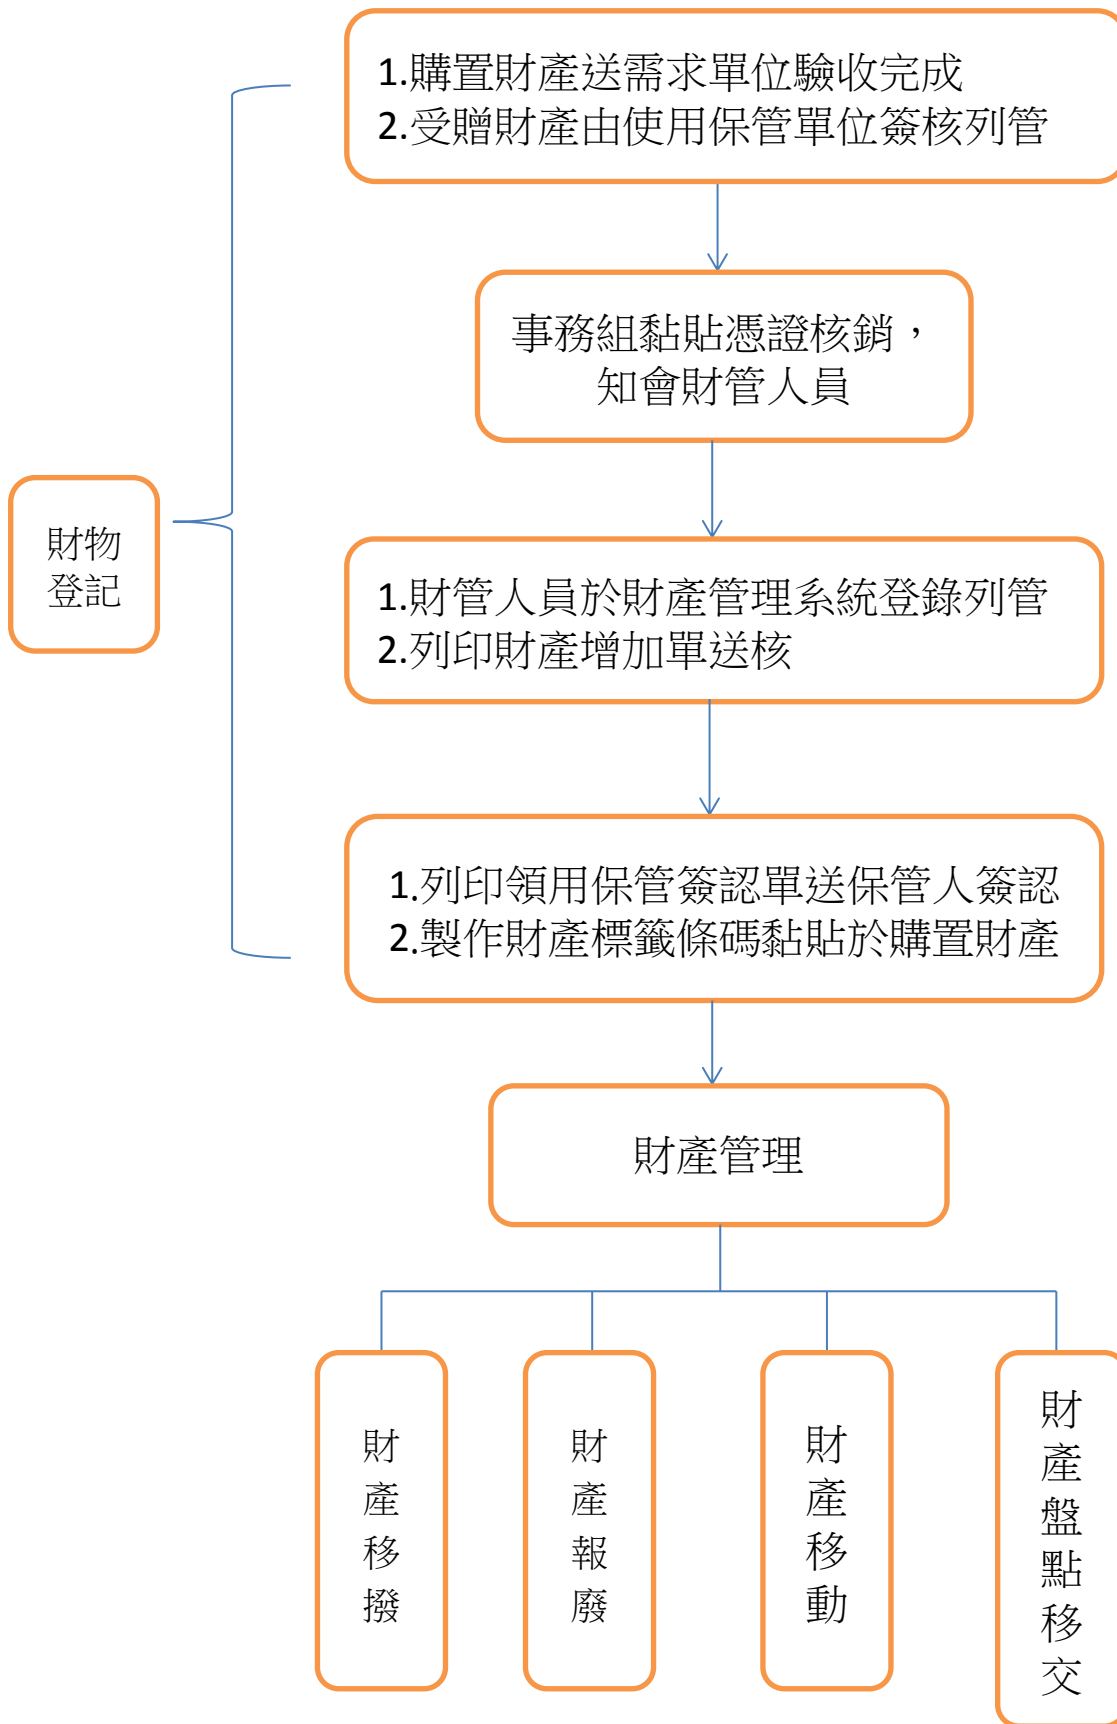 1.購置財產送需求單位驗收完成
2.受贈財產由使用保管單位簽核列管
事務組黏貼憑證核銷，
知會財管人員
財物
登記
1.財管人員於財產管理系統登錄列管
2.列印財產增加單送核
1.列印領用保管簽認單送保管人簽認
2.製作財產標籤條碼黏貼於購置財產
財產管理
財產移撥
財產報廢
財產移動
財產盤點移交